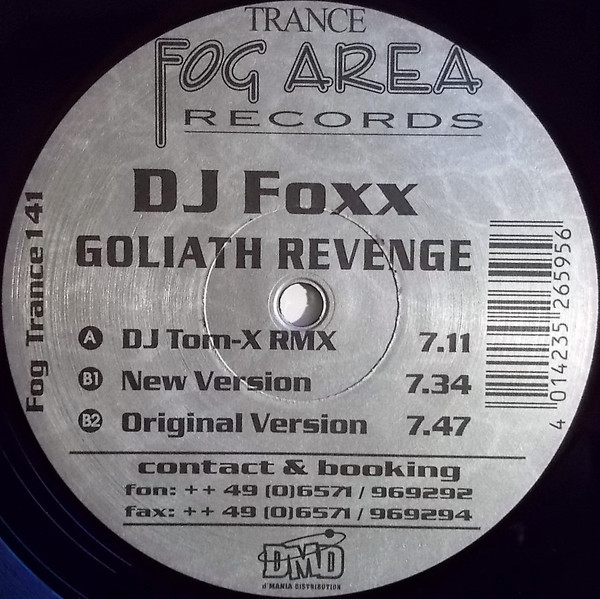 TRANCE
FOG AREA
RECORDS
DJ Foxx
GOLIATH REVENGE
A DJ Tom-X RMX 7.11
B1 New Version 7.34
B2 Original Version 7.47
contact & booking
fon: ++ 49 (0)6571 / 969292
fax: ++ 49 (0)6571 / 969294
DMD
d'MANIA DISTRIBUTION
Fog Trance 141
4 014235 265956